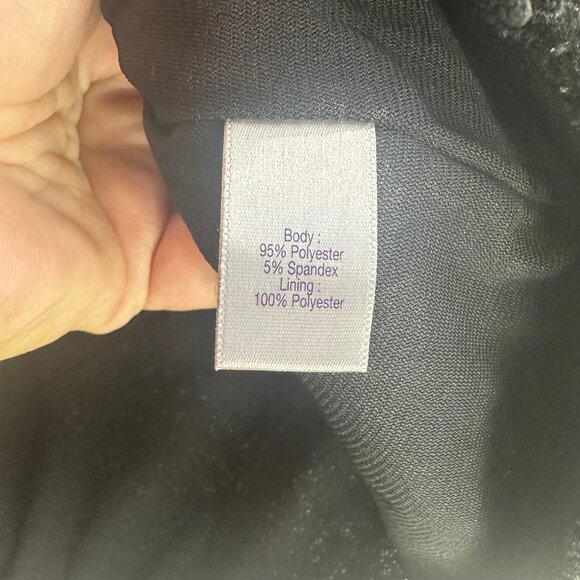 Body :
95% Polyester
5% Spandex
Lining :
100% Polyester